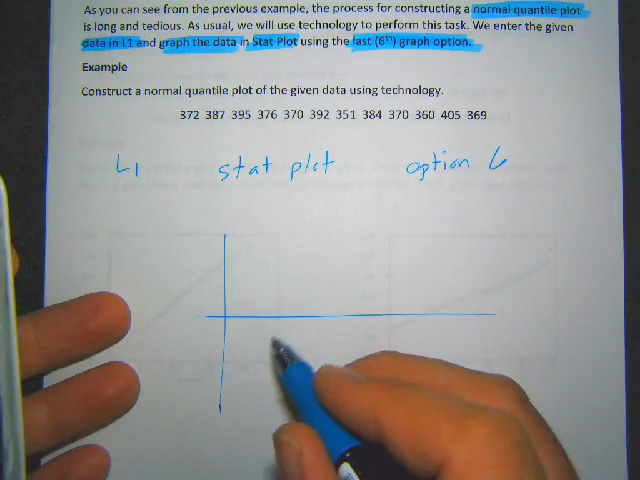 As you can see from the previous example, the process for constructing a normal quantile plot
is long and tedious. As usual, we will use technology to perform this task. We enter the given
data in L1 and graph the data in Stat Plot using the last (6th) graph option.
Example
Construct a normal quantile plot of the given data using technology.
372 387 395 376 370 392 351 384 370 360 405 369
L1 stat plot option 6